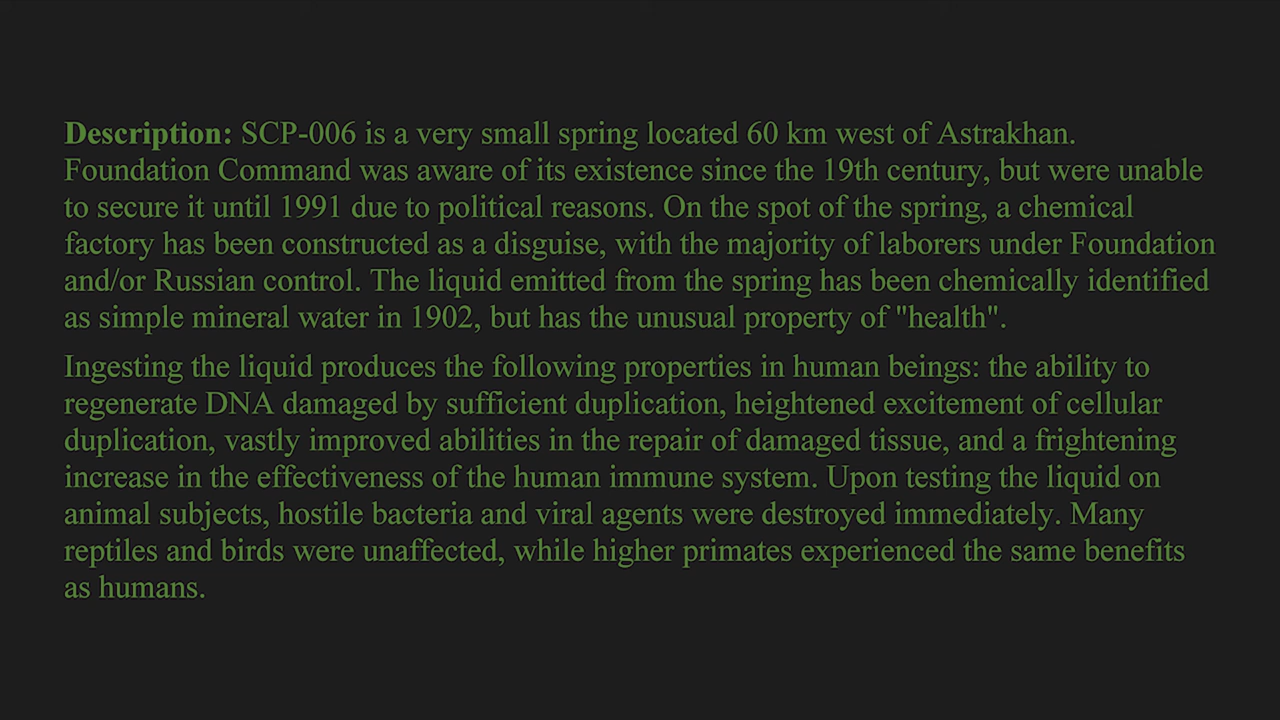 Description: SCP-006 is a very small spring located 60 km west of Astrakhan.
Foundation Command was aware of its existence since the 19th century, but were unable
to secure it until 1991 due to political reasons. On the spot of the spring, a chemical
factory has been constructed as a disguise, with the majority of laborers under Foundation
and/or Russian control. The liquid emitted from the spring has been chemically identified
as simple mineral water in 1902, but has the unusual property of "health".
Ingesting the liquid produces the following properties in human beings: the ability to
regenerate DNA damaged by sufficient duplication, heightened excitement of cellular
duplication, vastly improved abilities in the repair of damaged tissue, and a frightening
increase in the effectiveness of the human immune system. Upon testing the liquid on
animal subjects, hostile bacteria and viral agents were destroyed immediately. Many
reptiles and birds were unaffected, while higher primates experienced the same benefits
as humans.